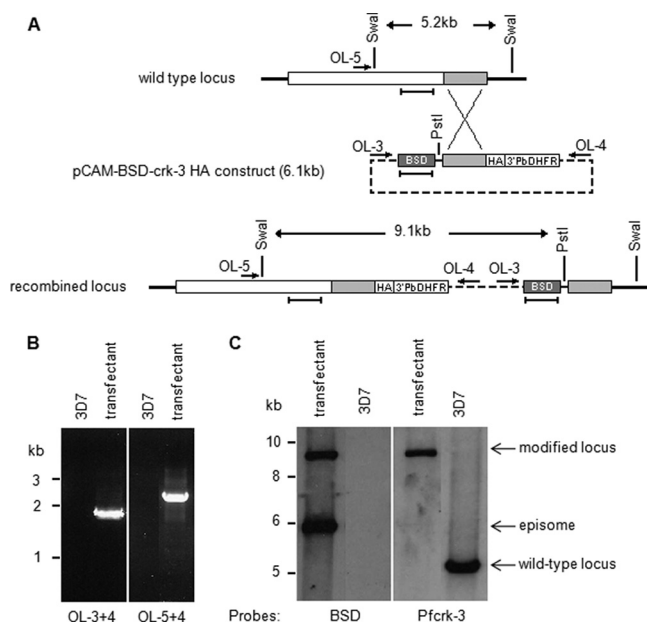 A
SwaI
5.2kb
SwaI
OL-5
wild type locus
PstI
OL-3
OL-4
BSD
HA 3'PbDHFR
pCAM-BSD-crk-3 HA construct (6.1kb)
SwaI
9.1kb
PstI
SwaI
OL-5
OL-4
OL-3
recombined locus
HA 3'PbDHFR
BSD
B
3D7
transfectant
3D7
transfectant
kb
3
2
1
OL-3+4
OL-5+4
C
transfectant
3D7
transfectant
3D7
kb
10
8
6
5
modified locus
episome
wild-type locus
Probes:
BSD
Pfcrk-3